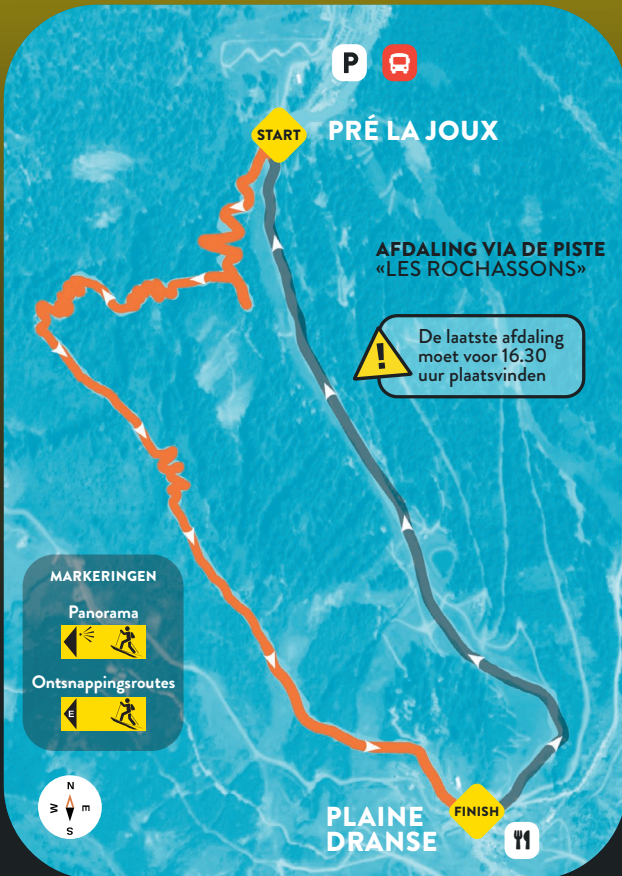 P
START
PRÉ LA JOUX
AFDALING VIA DE PISTE
«LES ROCHASSONS»
!
De laatste afdaling
moet voor 16.30
uur plaatsvinden
MARKERINGEN
Panorama
Ontsnappingsroutes
E
N
W E
S
PLAINE
DRANSE
FINISH